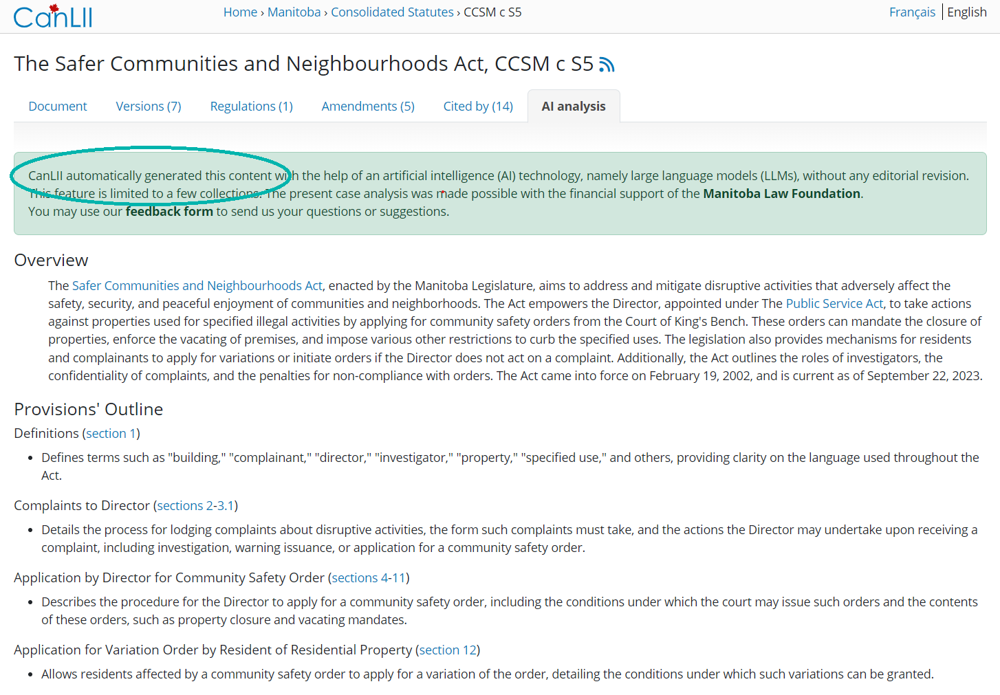 CanLII
Home › Manitoba › Consolidated Statutes › CCSM c S5
Français | English
The Safer Communities and Neighbourhoods Act, CCSM c S5
Document Versions (7) Regulations (1) Amendments (5) Cited by (14) AI analysis
CanLII automatically generated this content with the help of an artificial intelligence (AI) technology, namely large language models (LLMs), without any editorial revision.
This feature is limited to a few collections. The present case analysis was made possible with the financial support of the Manitoba Law Foundation.
You may use our feedback form to send us your questions or suggestions.
Overview
The Safer Communities and Neighbourhoods Act, enacted by the Manitoba Legislature, aims to address and mitigate disruptive activities that adversely affect the
safety, security, and peaceful enjoyment of communities and neighborhoods. The Act empowers the Director, appointed under The Public Service Act, to take actions
against properties used for specified illegal activities by applying for community safety orders from the Court of King's Bench. These orders can mandate the closure of
properties, enforce the vacating of premises, and impose various other restrictions to curb the specified uses. The legislation also provides mechanisms for residents
and complainants to apply for variations or initiate orders if the Director does not act on a complaint. Additionally, the Act outlines the roles of investigators, the
confidentiality of complaints, and the penalties for non-compliance with orders. The Act came into force on February 19, 2002, and is current as of September 22, 2023.
Provisions' Outline
Definitions (section 1)
• Defines terms such as "building," "complainant," "director," "investigator," "property," "specified use," and others, providing clarity on the language used throughout the
Act.
Complaints to Director (sections 2-3.1)
• Details the process for lodging complaints about disruptive activities, the form such complaints must take, and the actions the Director may undertake upon receiving a
complaint, including investigation, warning issuance, or application for a community safety order.
Application by Director for Community Safety Order (sections 4-11)
• Describes the procedure for the Director to apply for a community safety order, including the conditions under which the court may issue such orders and the contents
of these orders, such as property closure and vacating mandates.
Application for Variation Order by Resident of Residential Property (section 12)
• Allows residents affected by a community safety order to apply for a variation of the order, detailing the conditions under which such variations can be granted.